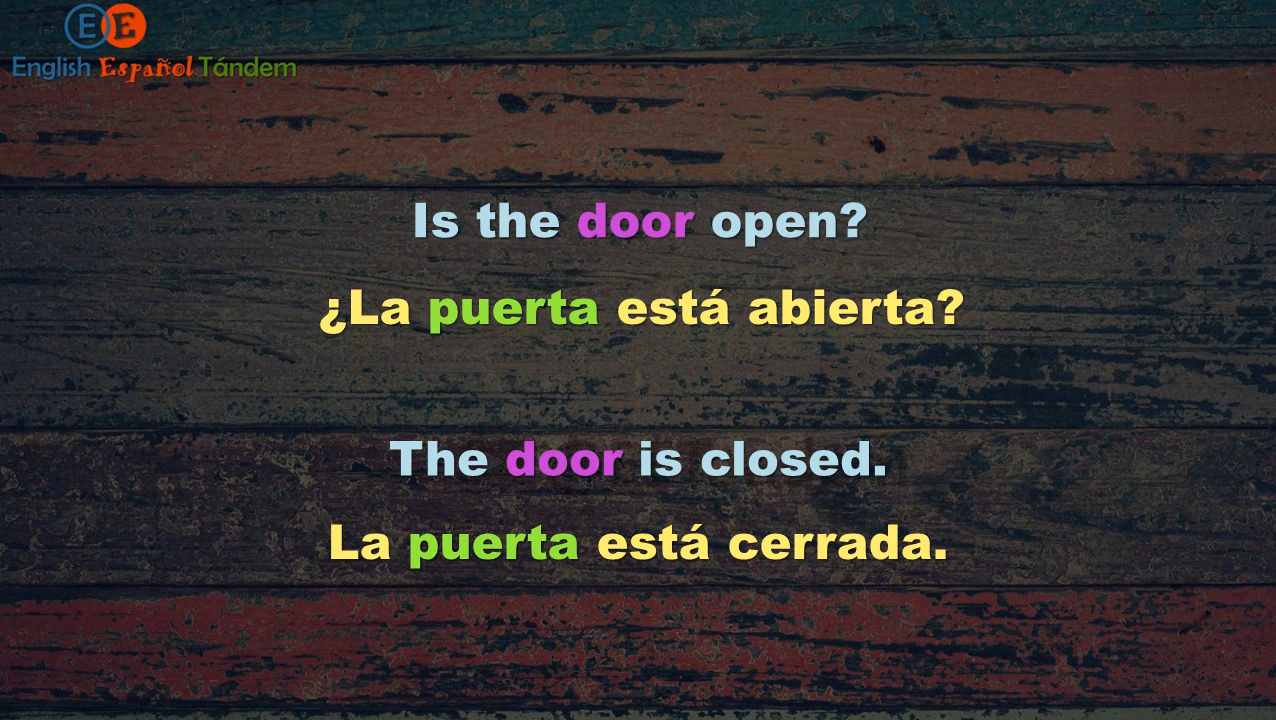 EE
English Español Tándem
Is the door open?
¿La puerta está abierta?
The door is closed.
La puerta está cerrada.